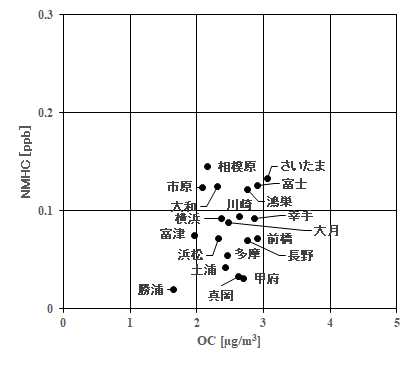 0.3
0.2
NMHC [ppb]
相模原
さいたま
市原
富士
大和
川崎
鴻巣
0.1
横浜
幸手
大月
富津
前橋
浜松
多摩
長野
土浦
勝浦
真岡
甲府
0
0 1 2 3 4 5
OC [μg/m³]